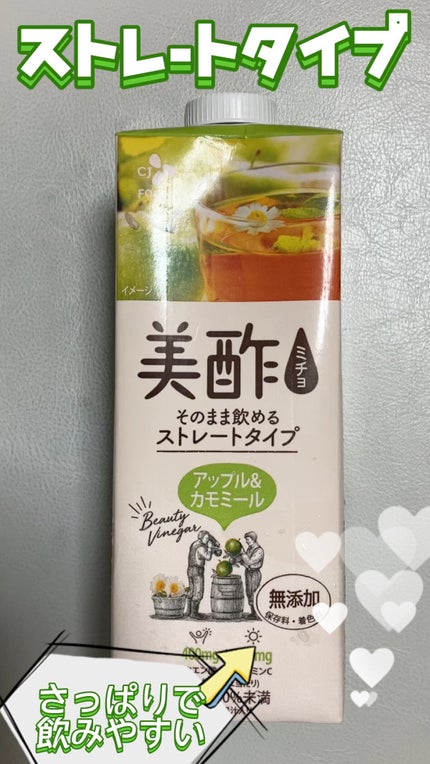 ストレートタイプ
CJ
FO
イメージ
美酢
ミチョ
そのまま飲める
ストレートタイプ
アップル&
カモミール
Beauty
Vinegar
無添加
保存料・着色
さっぱりで
飲みやすい
%未満